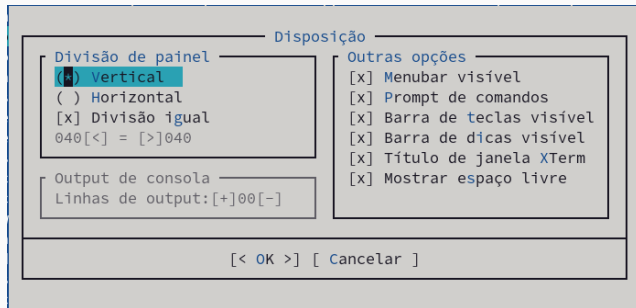 Disposição
Divisão de painel
(*) Vertical
( ) Horizontal
[x] Divisão igual
040[<] = [>]040
Output de consola
Linhas de output:[+]00[-]
Outras opções
[x] Menubar visível
[x] Prompt de comandos
[x] Barra de teclas visível
[x] Barra de dicas visível
[x] Título de janela XTerm
[x] Mostrar espaço livre
[< OK >] [ Cancelar ]